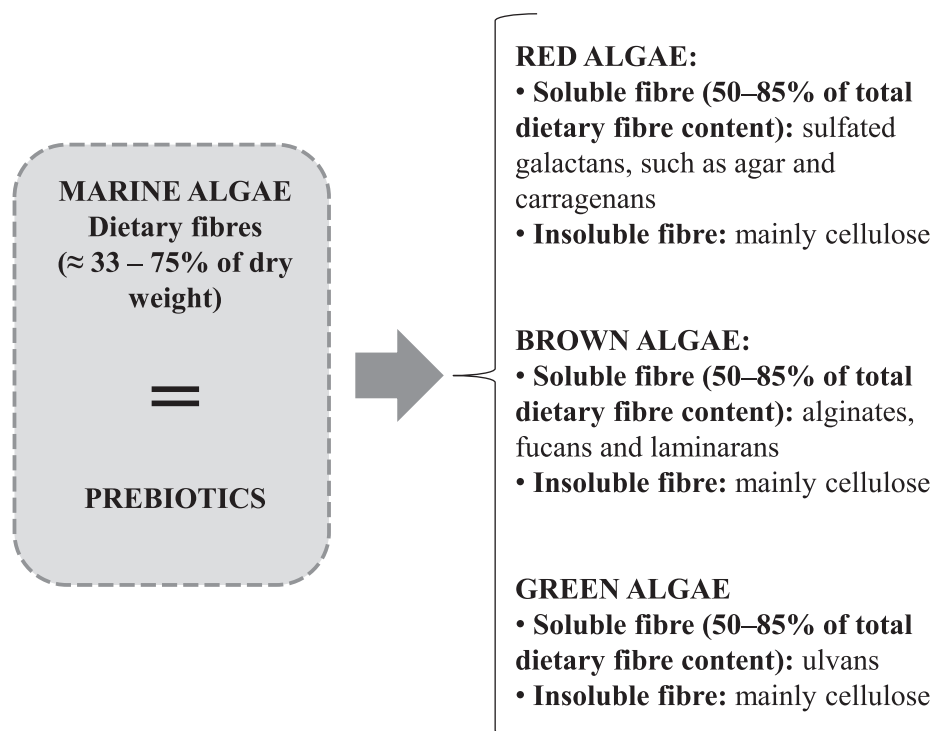 MARINE ALGAE
Dietary fibres
(≈ 33 – 75% of dry
weight)
=
PREBIOTICS
RED ALGAE:
• Soluble fibre (50–85% of total
dietary fibre content): sulfated
galactans, such as agar and
carragenans
• Insoluble fibre: mainly cellulose
BROWN ALGAE:
• Soluble fibre (50–85% of total
dietary fibre content): alginates,
fucans and laminarans
• Insoluble fibre: mainly cellulose
GREEN ALGAE
• Soluble fibre (50–85% of total
dietary fibre content): ulvans
• Insoluble fibre: mainly cellulose